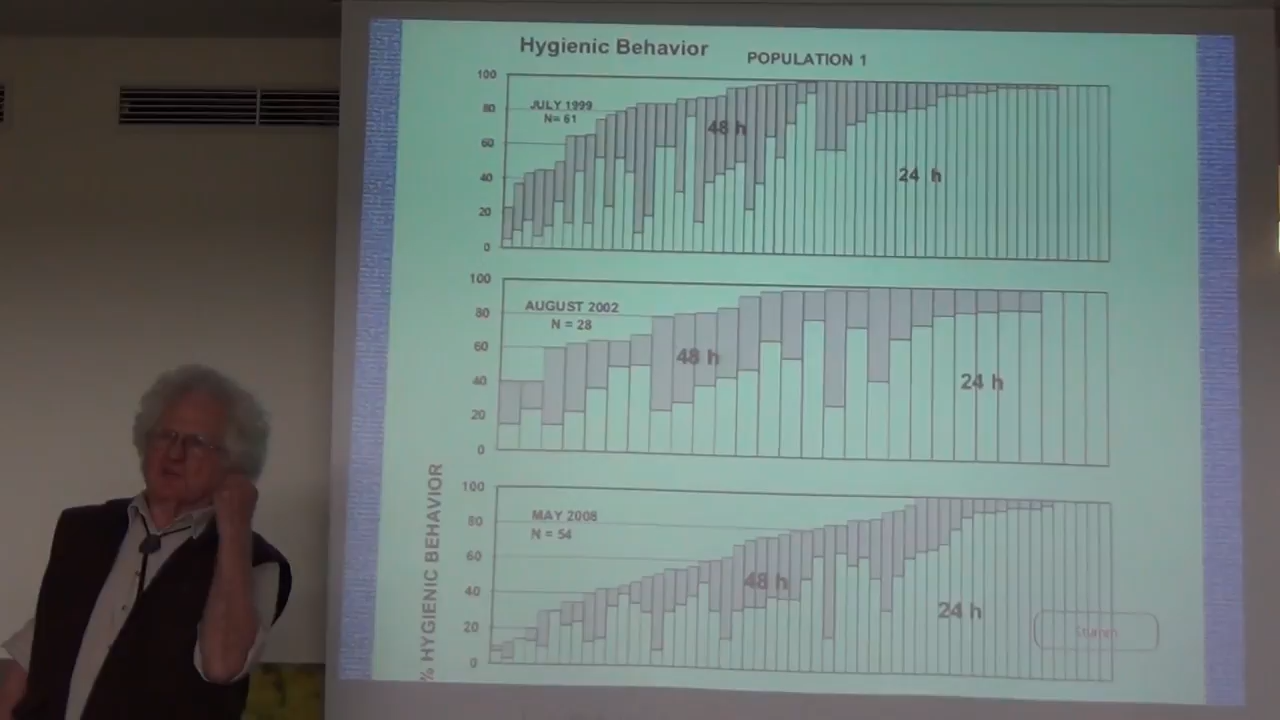 Hygienic Behavior
POPULATION 1
100
80
60
40
20
0
JULY 1999
N= 61
48 h
24 h
100
80
60
40
20
0
AUGUST 2002
N = 28
48 h
24 h
% HYGIENIC BEHAVIOR
100
80
60
40
20
0
MAY 2008
N = 54
48 h
24 h
Stumm